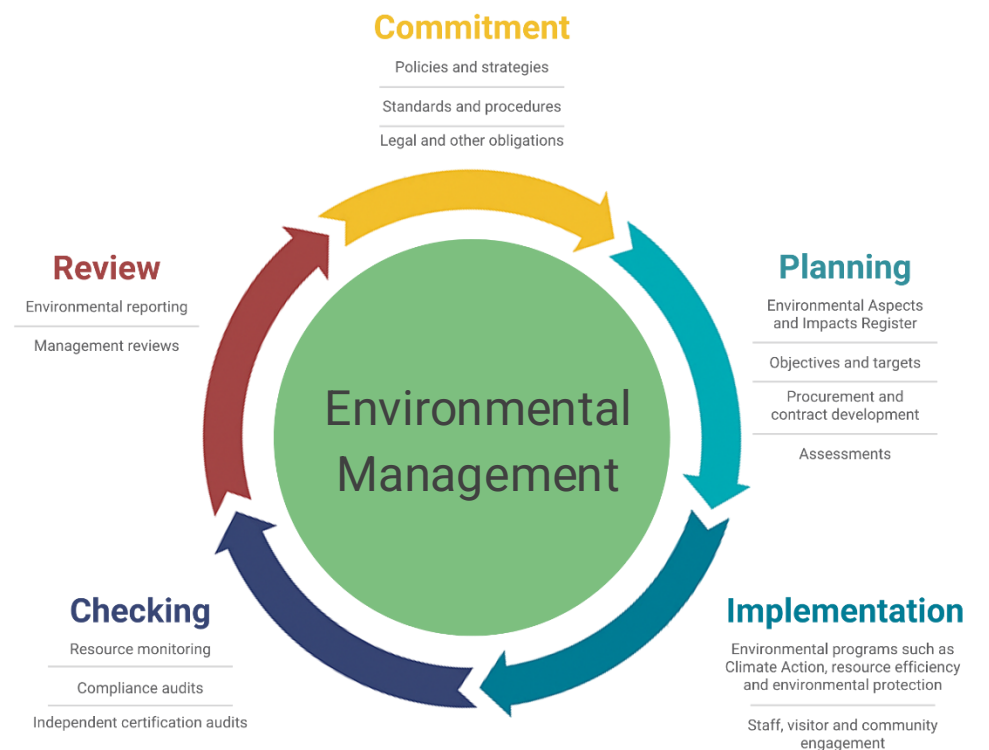 Commitment
Policies and strategies
Standards and procedures
Legal and other obligations
Planning
Environmental Aspects
and Impacts Register
Objectives and targets
Procurement and
contract development
Assessments
Implementation
Environmental programs such as
Climate Action, resource efficiency
and environmental protection
Staff, visitor and community
engagement
Checking
Resource monitoring
Compliance audits
Independent certification audits
Review
Environmental reporting
Management reviews
Environmental
Management